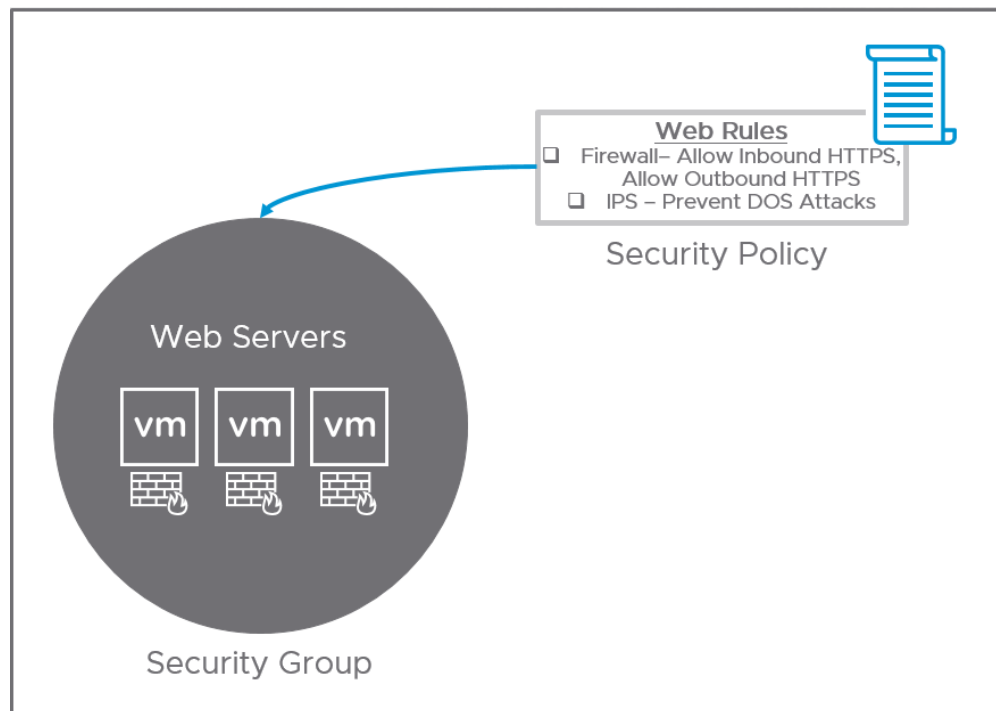 Web Rules
❑ Firewall– Allow Inbound HTTPS,
Allow Outbound HTTPS
❑ IPS – Prevent DOS Attacks
Security Policy
Web Servers
vm vm vm
Security Group